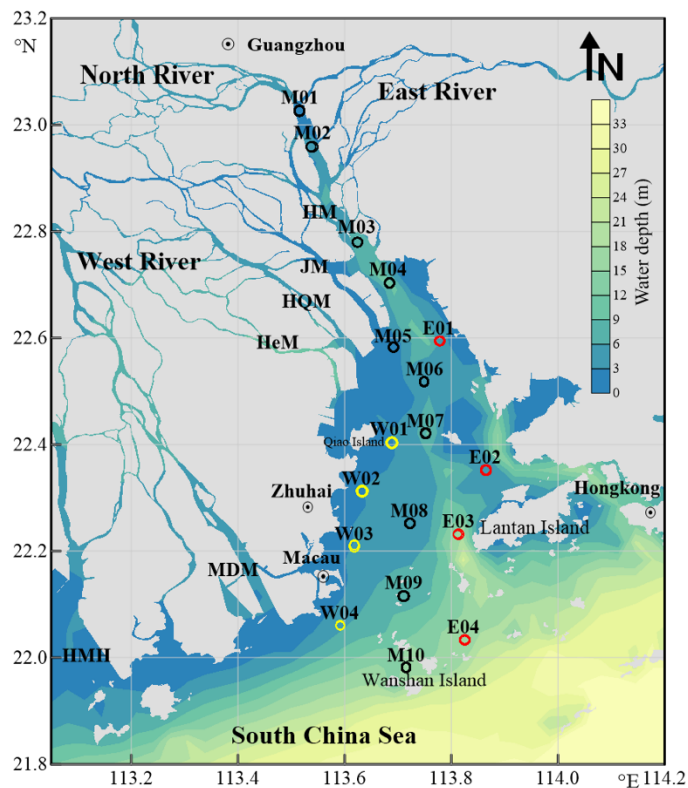 23.2
°N
Guangzhou
N
North River
M01
East River
23.0
M02
33
30
27
24
21
18
15
12
9
6
3
0
Water depth (m)
HM
22.8
M03
West River
JM
M04
HQM
22.6
HeM
M05
E01
M06
22.4
W01
M07
Qiao Island
E02
W02
Zhuhai
Hongkong
M08
E03
Lantan Island
22.2
W03
Macau
MDM
M09
W04
E04
22.0
HMH
M10
Wanshan Island
South China Sea
21.8
113.2
113.4
113.6
113.8
114.0
°E
114.2